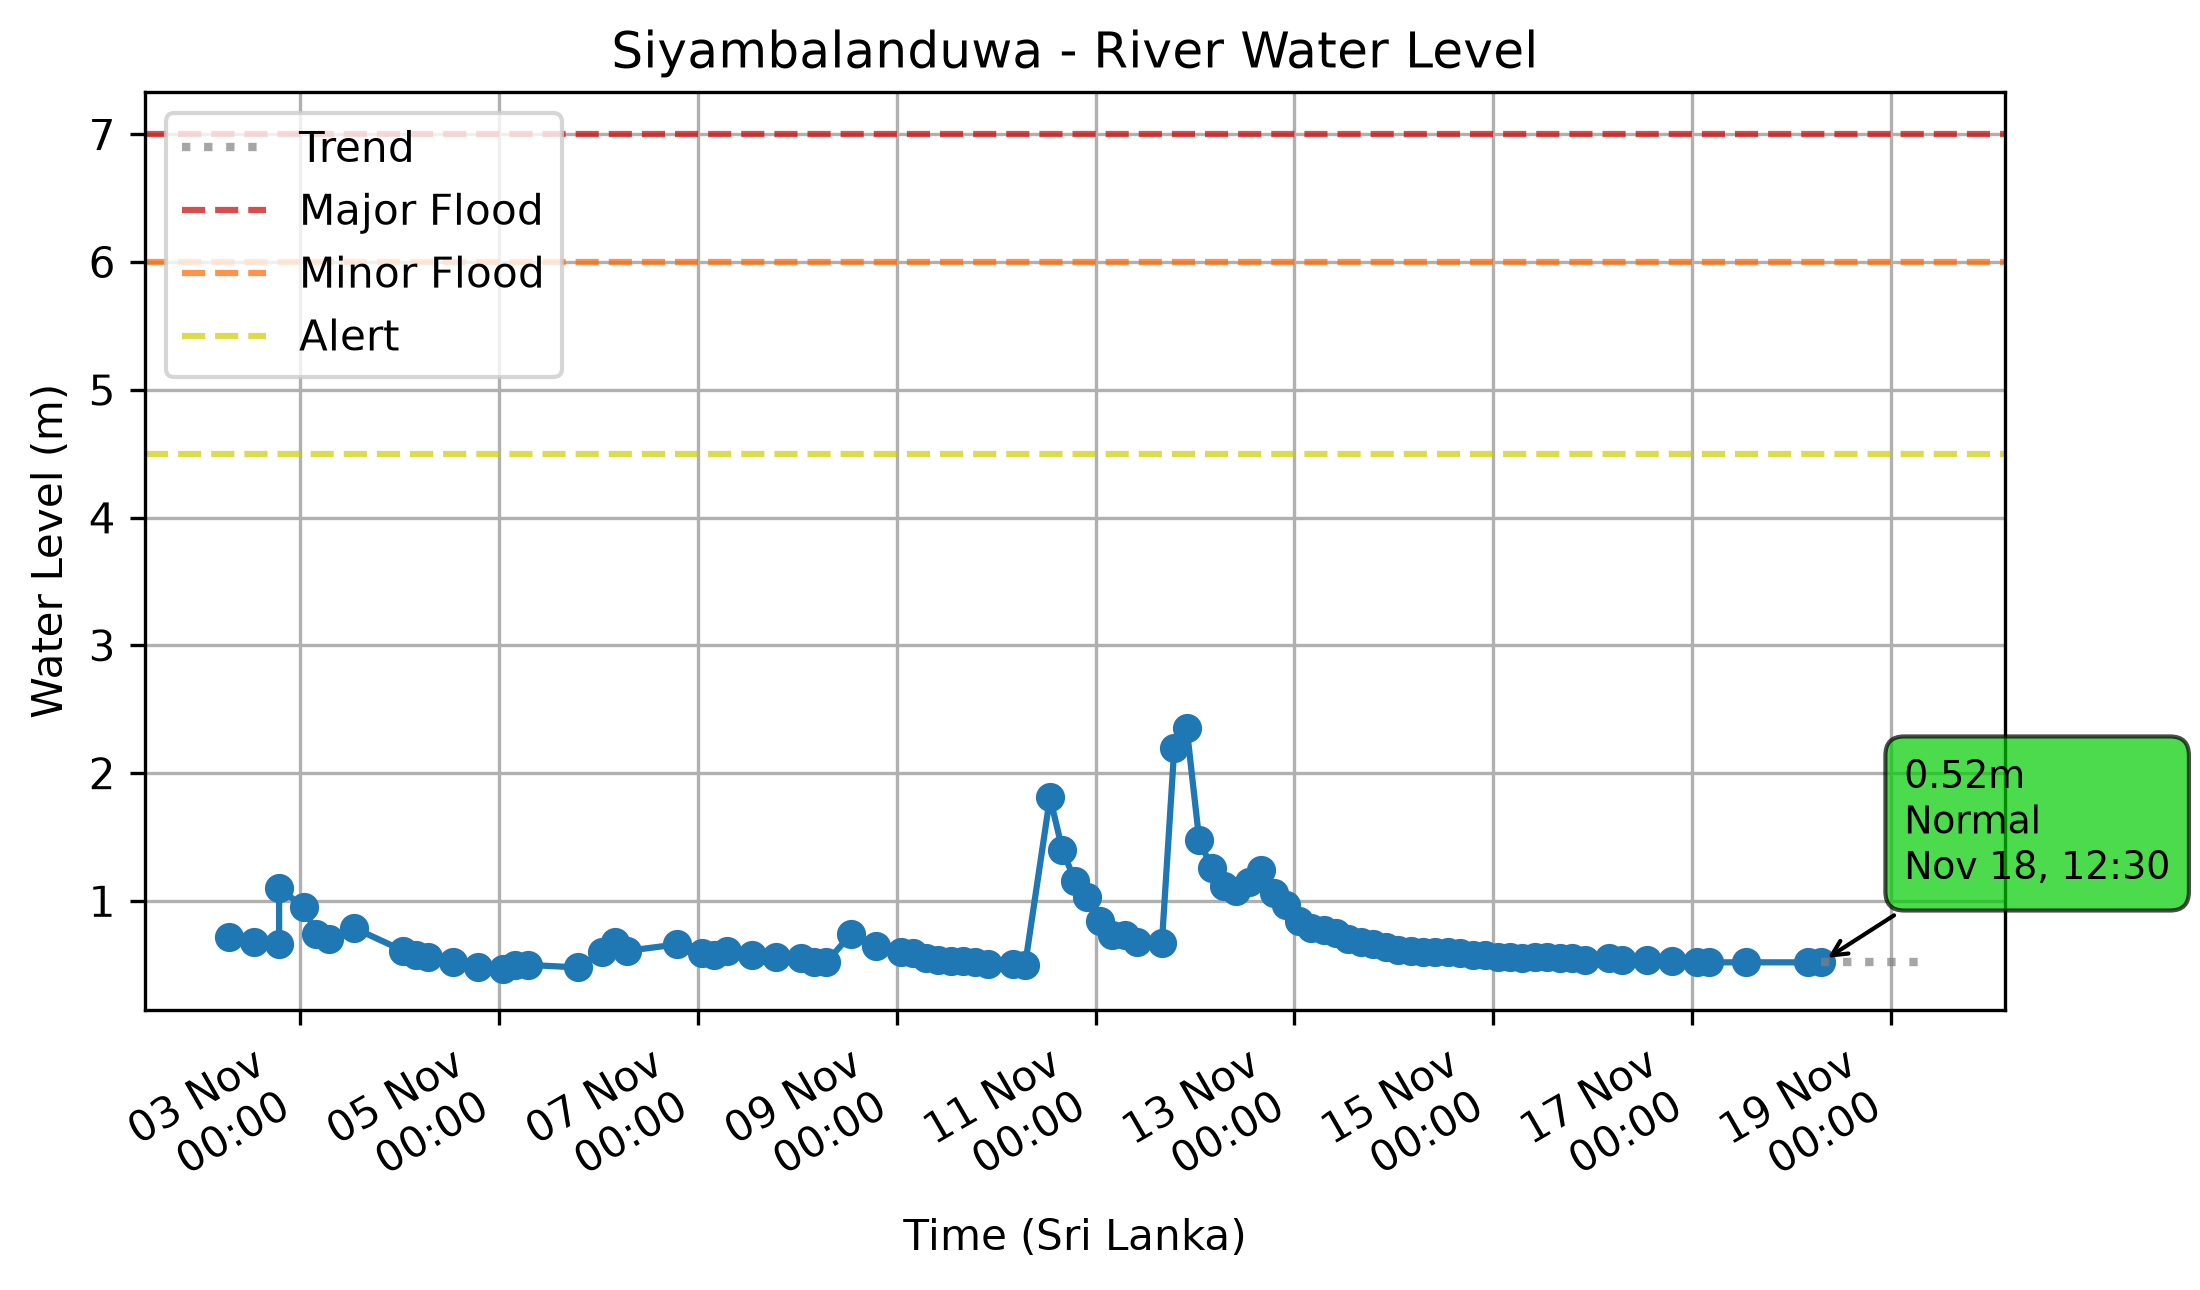 Siyambalanduwa - River Water Level
Trend
Major Flood
Minor Flood
Alert
7
6
5
4
3
2
1
Water Level (m)
0.52m
Normal
Nov 18, 12:30
03 Nov
00:00
05 Nov
00:00
07 Nov
00:00
09 Nov
00:00
11 Nov
00:00
13 Nov
00:00
15 Nov
00:00
17 Nov
00:00
19 Nov
00:00
Time (Sri Lanka)